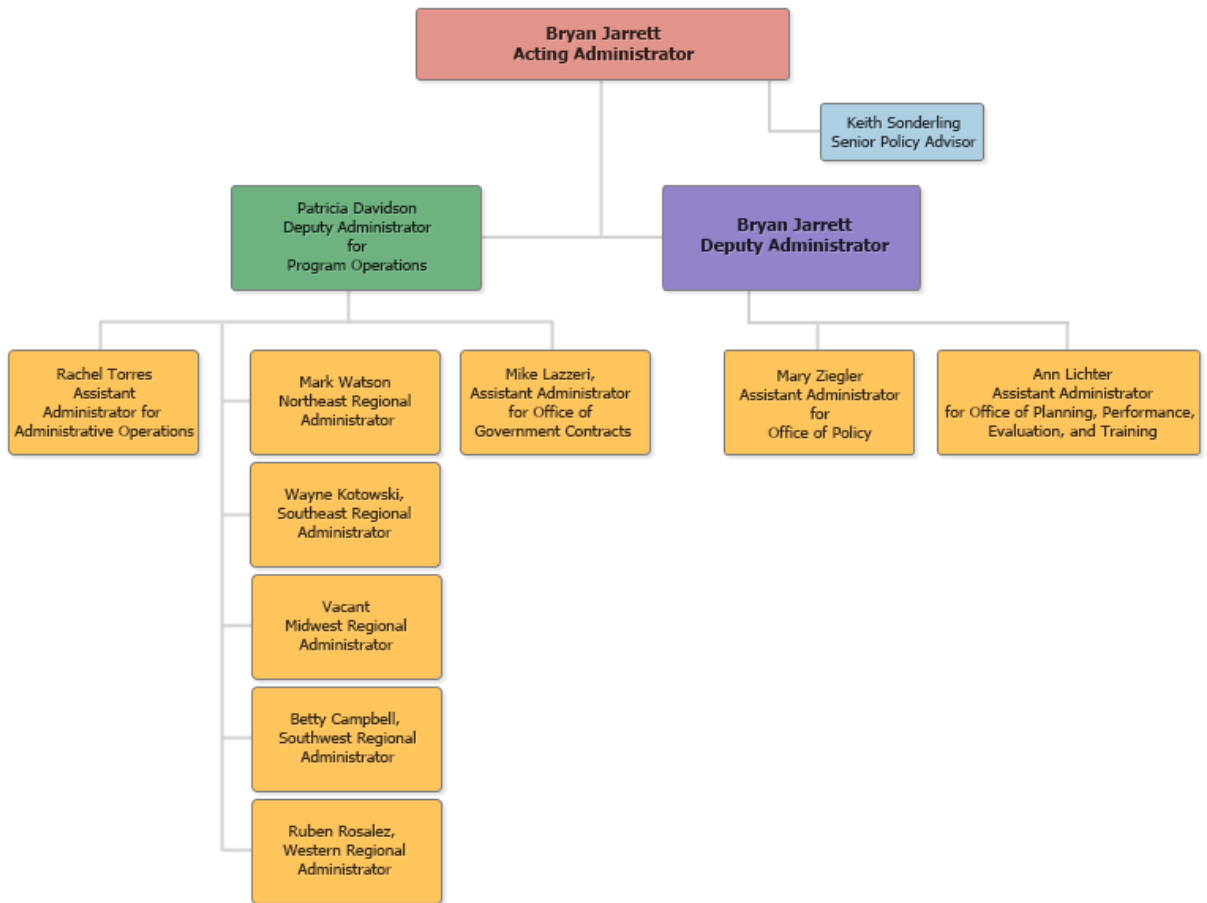 Bryan Jarrett
Acting Administrator
Keith Sonderling
Senior Policy Advisor
Patricia Davidson
Deputy Administrator
for
Program Operations
Bryan Jarrett
Deputy Administrator
Rachel Torres
Assistant
Administrator for
Administrative Operations
Mark Watson
Northeast Regional
Administrator
Mike Lazzeri,
Assistant Administrator
for Office of
Government Contracts
Mary Ziegler
Assistant Administrator
for
Office of Policy
Ann Lichter
Assistant Administrator
for Office of Planning, Performance,
Evaluation, and Training
Wayne Kotowski,
Southeast Regional
Administrator
Vacant
Midwest Regional
Administrator
Betty Campbell,
Southwest Regional
Administrator
Ruben Rosalez,
Western Regional
Administrator